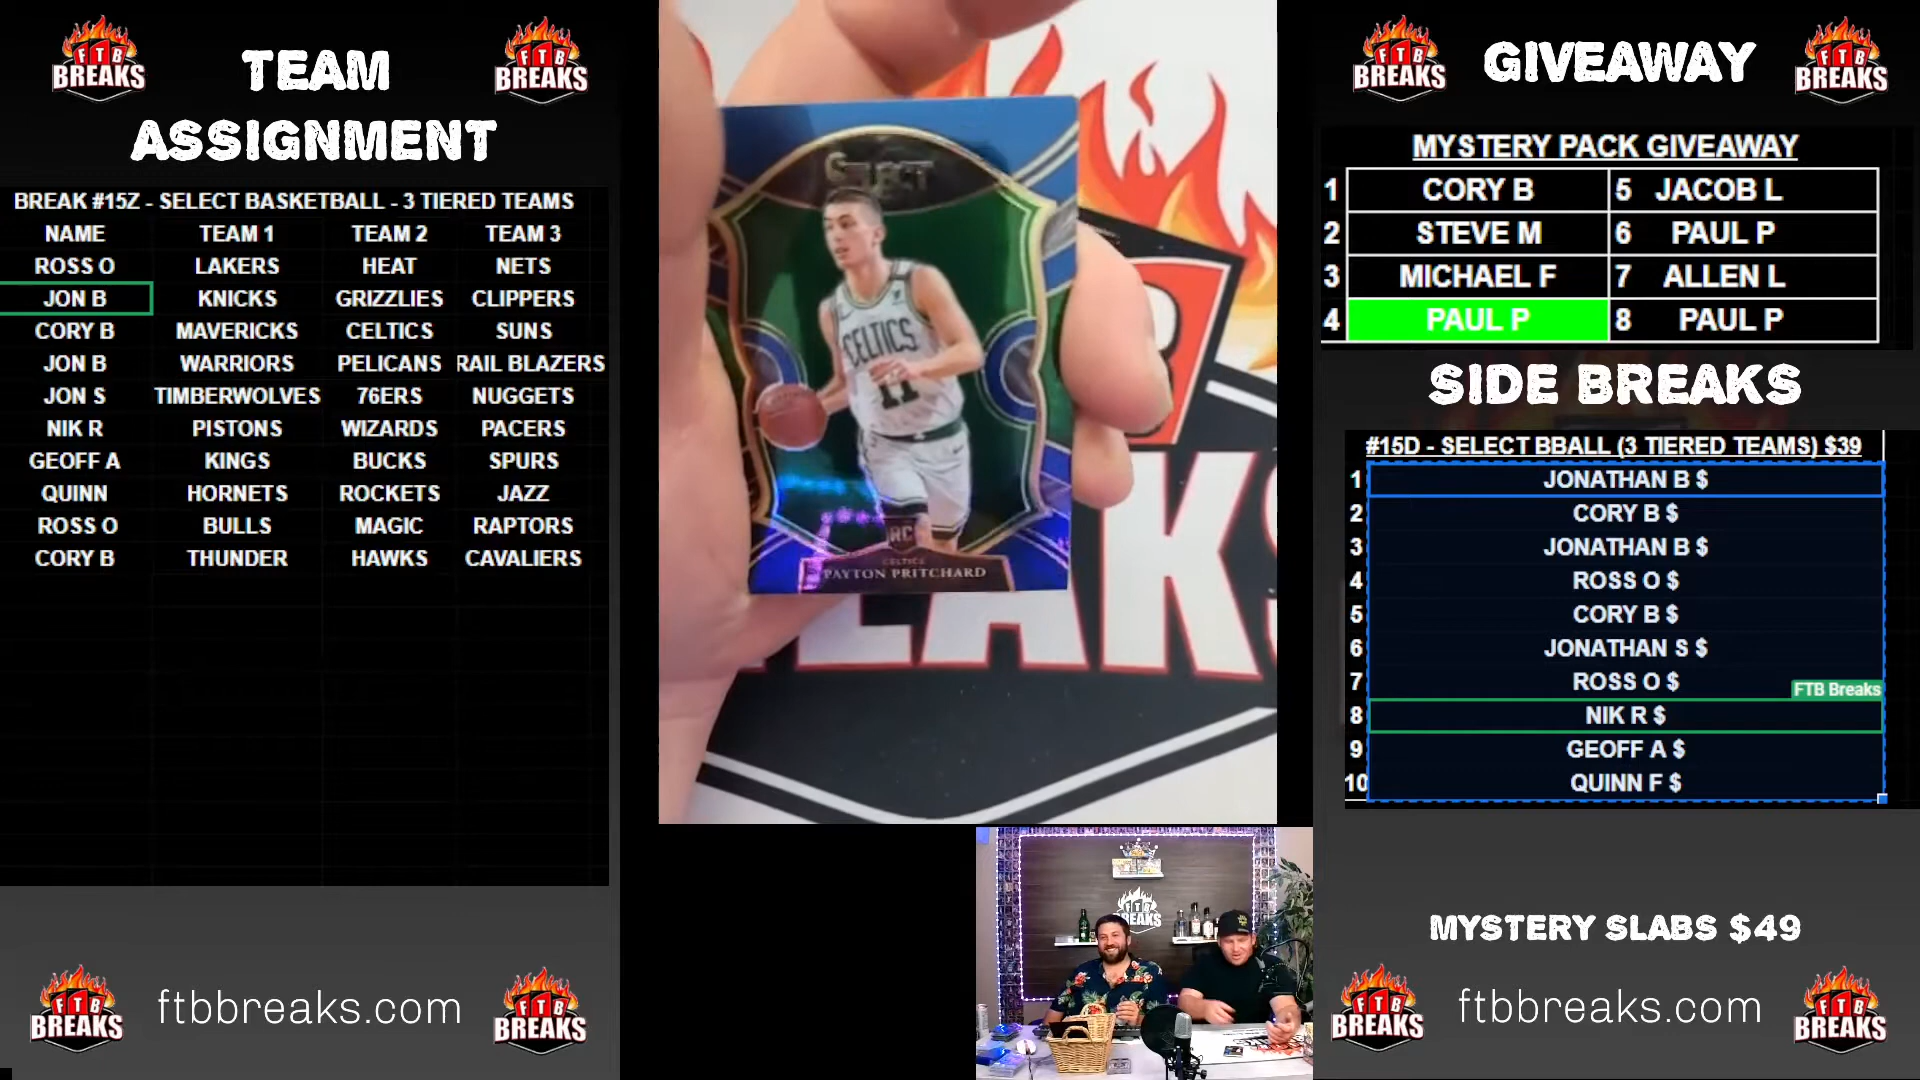 FTB
BREAKS
TEAM
ASSIGNMENT
FTB
BREAKS
BREAK #15Z - SELECT BASKETBALL - 3 TIERED TEAMS
NAME TEAM 1 TEAM 2 TEAM 3
ROSS O LAKERS HEAT NETS
JON B KNICKS GRIZZLIES CLIPPERS
CORY B MAVERICKS CELTICS SUNS
JON B WARRIORS PELICANS RAIL BLAZERS
JON S TIMBERWOLVES 76ERS NUGGETS
NIK R PISTONS WIZARDS PACERS
GEOFF A KINGS BUCKS SPURS
QUINN HORNETS ROCKETS JAZZ
ROSS O BULLS MAGIC RAPTORS
CORY B THUNDER HAWKS CAVALIERS
FTB
BREAKS
ftbbreaks.com
FTB
BREAKS
SELECT
CELTICS
11
RC
CELTICS
PAYTON PRITCHARD
B
EAKS
FTB
BREAKS
FTB
BREAKS
GIVEAWAY
FTB
BREAKS
MYSTERY PACK GIVEAWAY
1 CORY B 5 JACOB L
2 STEVE M 6 PAUL P
3 MICHAEL F 7 ALLEN L
4 PAUL P 8 PAUL P
SIDE BREAKS
#15D - SELECT BBALL (3 TIERED TEAMS) $39
1 JONATHAN B $
2 CORY B $
3 JONATHAN B $
4 ROSS O $
5 CORY B $
6 JONATHAN S $
7 ROSS O $
FTB Breaks
8 NIK R $
9 GEOFF A $
10 QUINN F $
MYSTERY SLABS $49
FTB
BREAKS
ftbbreaks.com
FTB
BREAKS